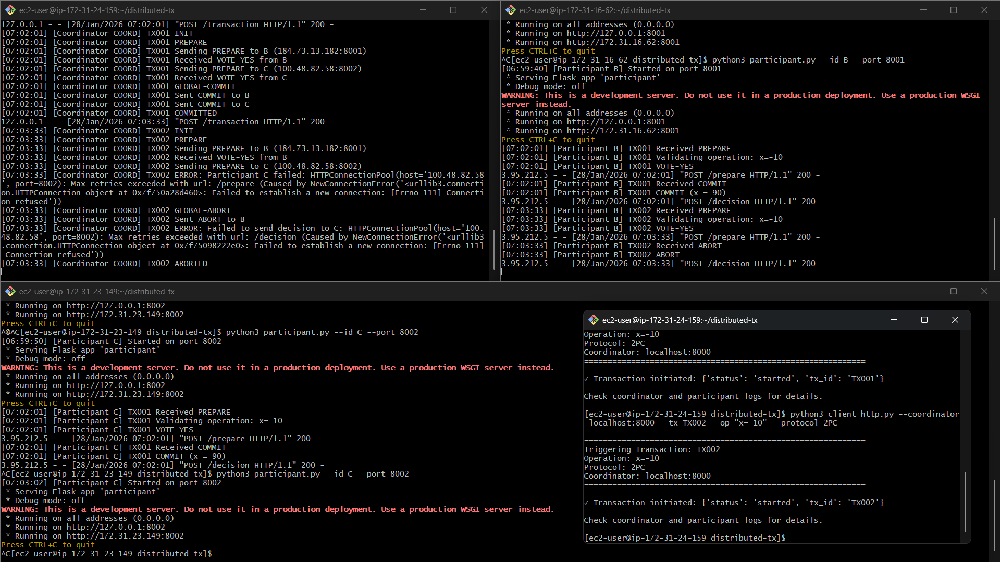 ec2-user@ip-172-31-24-159:~/distributed-tx
127.0.0.1 - - [28/Jan/2026 07:02:01] "POST /transaction HTTP/1.1" 200 -
[07:02:01] [Coordinator COORD] TX001 INIT
[07:02:01] [Coordinator COORD] TX001 PREPARE
[07:02:01] [Coordinator COORD] TX001 Sending PREPARE to B (184.73.13.182:8001)
[07:02:01] [Coordinator COORD] TX001 Received VOTE-YES from B
[07:02:01] [Coordinator COORD] TX001 Sending PREPARE to C (100.48.82.58:8002)
[07:02:01] [Coordinator COORD] TX001 Received VOTE-YES from C
[07:02:01] [Coordinator COORD] TX001 GLOBAL-COMMIT
[07:02:01] [Coordinator COORD] TX001 Sent COMMIT to B
[07:02:01] [Coordinator COORD] TX001 Sent COMMIT to C
[07:02:01] [Coordinator COORD] TX001 COMMITTED
127.0.0.1 - - [28/Jan/2026 07:03:33] "POST /transaction HTTP/1.1" 200 -
[07:03:33] [Coordinator COORD] TX002 INIT
[07:03:33] [Coordinator COORD] TX002 PREPARE
[07:03:33] [Coordinator COORD] TX002 Sending PREPARE to B (184.73.13.182:8001)
[07:03:33] [Coordinator COORD] TX002 Received VOTE-YES from B
[07:03:33] [Coordinator COORD] TX002 Sending PREPARE to C (100.48.82.58:8002)
[07:03:33] [Coordinator COORD] TX002 ERROR: Participant C failed: HTTPConnectionPool(host='100.48.82.58
', port=8002): Max retries exceeded with url: /prepare (Caused by NewConnectionError('<urllib3.connecti
on.HTTPConnection object at 0x7f750a28d460>: Failed to establish a new connection: [Errno 111] Connecti
on refused'))
[07:03:33] [Coordinator COORD] TX002 GLOBAL-ABORT
[07:03:33] [Coordinator COORD] TX002 Sent ABORT to B
[07:03:33] [Coordinator COORD] TX002 ERROR: Failed to send decision to C: HTTPConnectionPool(host='100.
48.82.58', port=8002): Max retries exceeded with url: /decision (Caused by NewConnectionError('<urllib3
.connection.HTTPConnection object at 0x7f75098222e0>: Failed to establish a new connection: [Errno 111]
 Connection refused'))
[07:03:33] [Coordinator COORD] TX002 ABORTED
ec2-user@ip-172-31-16-62:~/distributed-tx
 * Running on all addresses (0.0.0.0)
 * Running on http://127.0.0.1:8001
 * Running on http://172.31.16.62:8001
Press CTRL+C to quit
^C[ec2-user@ip-172-31-16-62 distributed-tx]$ python3 participant.py --id B --port 8001
[06:59:40] [Participant B] Started on port 8001
 * Serving Flask app 'participant'
 * Debug mode: off
WARNING: This is a development server. Do not use it in a production deployment. Use a production WSGI
server instead.
 * Running on all addresses (0.0.0.0)
 * Running on http://127.0.0.1:8001
 * Running on http://172.31.16.62:8001
Press CTRL+C to quit
[07:02:01] [Participant B] TX001 Received PREPARE
[07:02:01] [Participant B] TX001 Validating operation: x=-10
[07:02:01] [Participant B] TX001 VOTE-YES
3.95.212.5 - - [28/Jan/2026 07:02:01] "POST /prepare HTTP/1.1" 200 -
[07:02:01] [Participant B] TX001 Received COMMIT
[07:02:01] [Participant B] TX001 COMMIT (x = 90)
3.95.212.5 - - [28/Jan/2026 07:02:01] "POST /decision HTTP/1.1" 200 -
[07:03:33] [Participant B] TX002 Received PREPARE
[07:03:33] [Participant B] TX002 Validating operation: x=-10
[07:03:33] [Participant B] TX002 VOTE-YES
3.95.212.5 - - [28/Jan/2026 07:03:33] "POST /prepare HTTP/1.1" 200 -
[07:03:33] [Participant B] TX002 Received ABORT
[07:03:33] [Participant B] TX002 ABORT
3.95.212.5 - - [28/Jan/2026 07:03:33] "POST /decision HTTP/1.1" 200 -
ec2-user@ip-172-31-23-149:~/distributed-tx
 * Running on http://127.0.0.1:8002
 * Running on http://172.31.23.149:8002
Press CTRL+C to quit
^@^C[ec2-user@ip-172-31-23-149 distributed-tx]$ python3 participant.py --id C --port 8002
[06:59:50] [Participant C] Started on port 8002
 * Serving Flask app 'participant'
 * Debug mode: off
WARNING: This is a development server. Do not use it in a production deployment. Use a production WSGI server instead.
 * Running on all addresses (0.0.0.0)
 * Running on http://127.0.0.1:8002
 * Running on http://172.31.23.149:8002
Press CTRL+C to quit
[07:02:01] [Participant C] TX001 Received PREPARE
[07:02:01] [Participant C] TX001 Validating operation: x=-10
[07:02:01] [Participant C] TX001 VOTE-YES
3.95.212.5 - - [28/Jan/2026 07:02:01] "POST /prepare HTTP/1.1" 200 -
[07:02:01] [Participant C] TX001 Received COMMIT
[07:02:01] [Participant C] TX001 COMMIT (x = 90)
3.95.212.5 - - [28/Jan/2026 07:02:01] "POST /decision HTTP/1.1" 200 -
^C[ec2-user@ip-172-31-23-149 distributed-tx]$ python3 participant.py --id C --port 8002
[07:03:02] [Participant C] Started on port 8002
 * Serving Flask app 'participant'
 * Debug mode: off
WARNING: This is a development server. Do not use it in a production deployment. Use a production WSGI server instead.
 * Running on all addresses (0.0.0.0)
 * Running on http://127.0.0.1:8002
 * Running on http://172.31.23.149:8002
Press CTRL+C to quit
^C[ec2-user@ip-172-31-23-149 distributed-tx]$
ec2-user@ip-172-31-24-159:~/distributed-tx
Operation: x=-10
Protocol: 2PC
Coordinator: localhost:8000
============================================================
✓ Transaction initiated: {'status': 'started', 'tx_id': 'TX001'}
Check coordinator and participant logs for details.
[ec2-user@ip-172-31-24-159 distributed-tx]$ python3 client_http.py --coordinator
 localhost:8000 --tx TX002 --op "x=-10" --protocol 2PC
============================================================
Triggering Transaction: TX002
Operation: x=-10
Protocol: 2PC
Coordinator: localhost:8000
============================================================
✓ Transaction initiated: {'status': 'started', 'tx_id': 'TX002'}
Check coordinator and participant logs for details.
[ec2-user@ip-172-31-24-159 distributed-tx]$